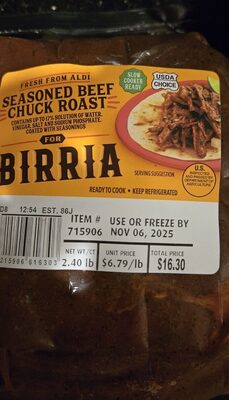 FRESH FROM ALDI
SEASONED BEEF
CHUCK ROAST
CONTAINS UP TO 12% SOLUTION OF WATER,
VINEGAR, SALT AND SODIUM PHOSPHATE.
COATED WITH SEASONINGS
FOR
BIRRIA
SLOW
COOKER
READY
USDA
CHOICE
SERVING SUGGESTION
U.S.
INSPECTED
AND PASSED BY
DEPARTMENT OF
AGRICULTURE
READY TO COOK • KEEP REFRIGERATED
12:54 EST. 86J
ITEM #
715906
USE OR FREEZE BY
NOV 06, 2025
NET WT/CT
2.40 lb
UNIT PRICE
$6.79/lb
TOTAL PRICE
$16.30
215906 616303